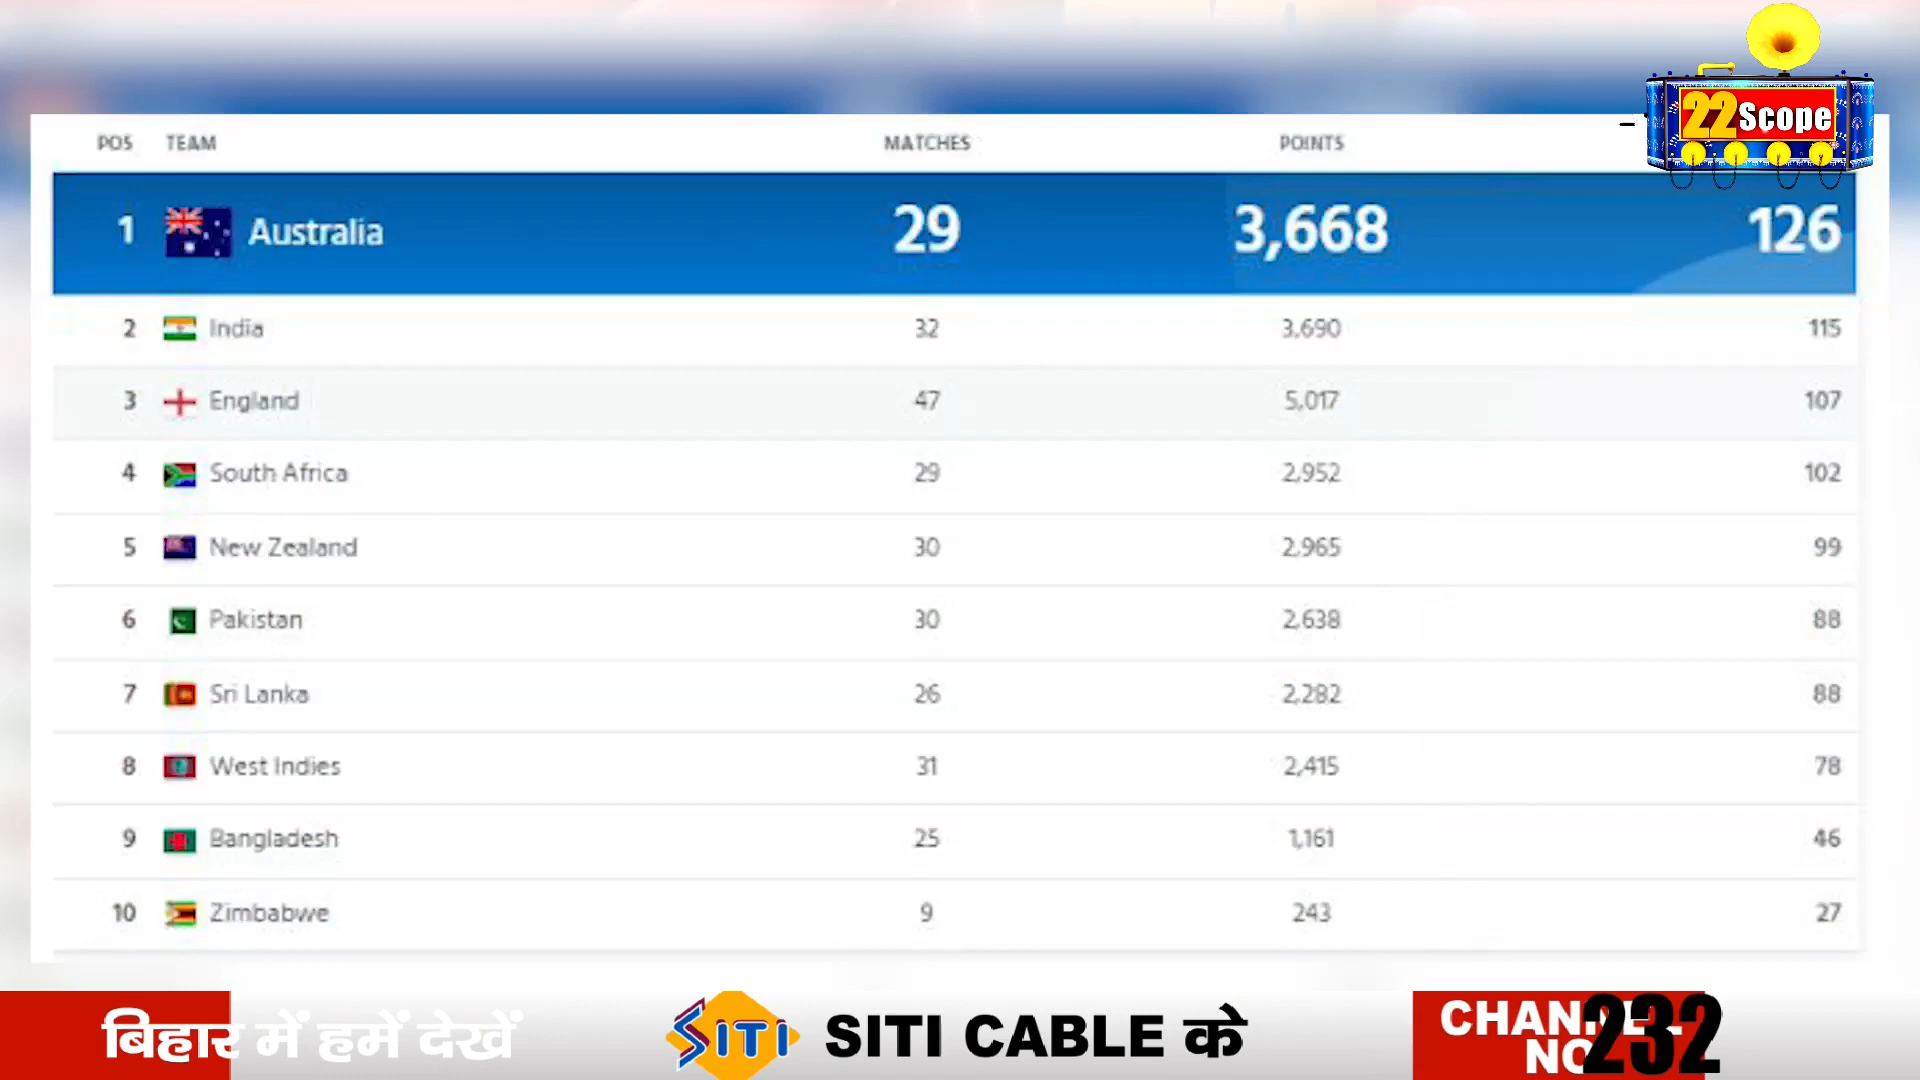 POS TEAM MATCHES POINTS
22Scope
1 Australia 29 3,668 126
2 India 32 3,690 115
3 England 47 5,017 107
4 South Africa 29 2,952 102
5 New Zealand 30 2,965 99
6 Pakistan 30 2,638 88
7 Sri Lanka 26 2,282 88
8 West Indies 31 2,415 78
9 Bangladesh 25 1,161 46
10 Zimbabwe 9 243 27
बिहार में हमें देखें SITI SITI CABLE के CHANNEL
NO 232